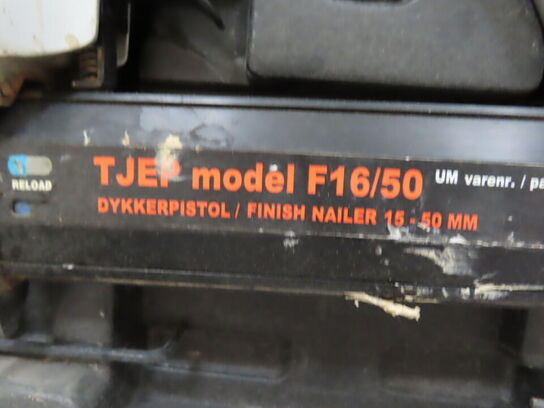 TJEP model F16/50 UM varenr. / pa
RELOAD
DYKKERPISTOL / FINISH NAILER 15 - 50 MM